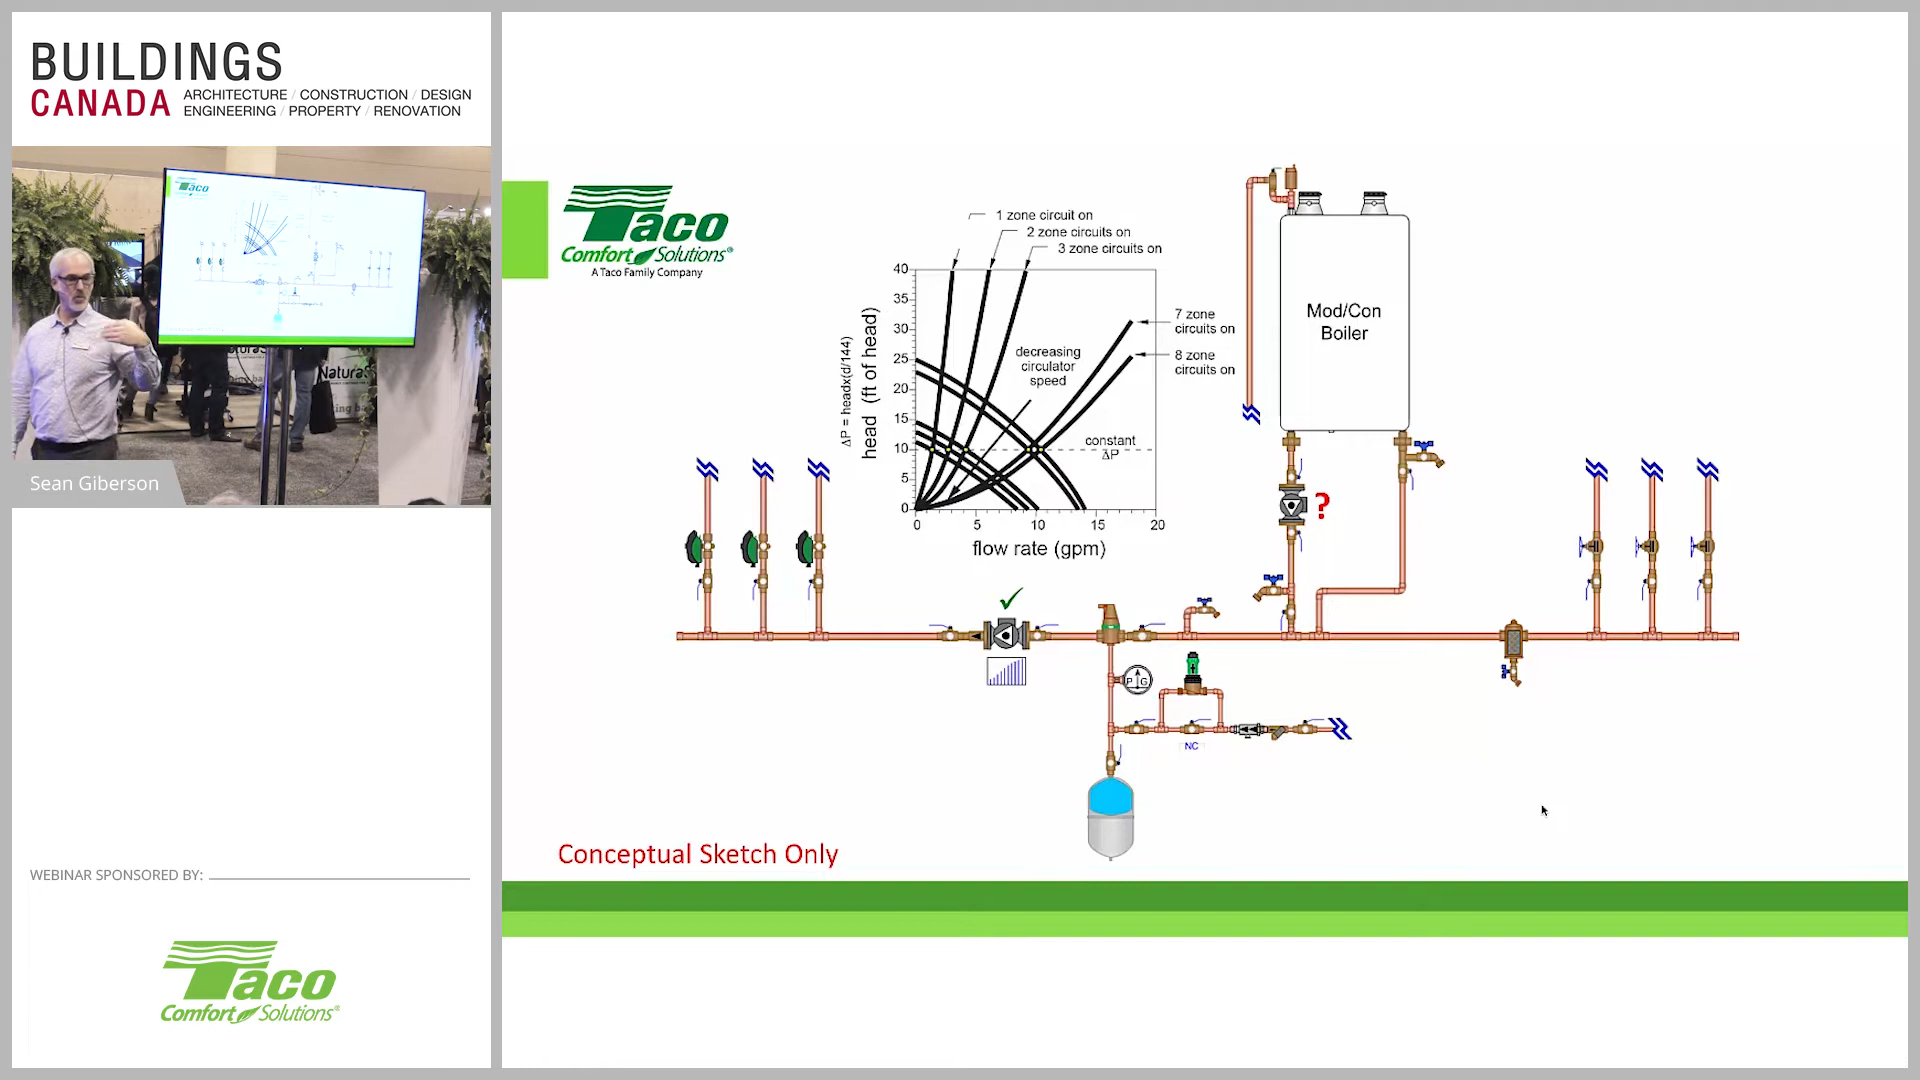 BUILDINGS
CANADA
ARCHITECTURE / CONSTRUCTION / DESIGN
ENGINEERING / PROPERTY / RENOVATION
Taco
NaturaS
Natura
Sean Giberson
WEBINAR SPONSORED BY:
Taco
Comfort Solutions®
Taco
Comfort Solutions®
A Taco Family Company
1 zone circuit on
2 zone circuits on
3 zone circuits on
40
35
30
25
20
15
10
5
0
ΔP = headx(d/144)
head (ft of head)
decreasing
circulator
speed
7 zone
circuits on
8 zone
circuits on
constant
ΔP
0
5
10
15
20
flow rate (gpm)
Mod/Con
Boiler
?
P
G
NC
Conceptual Sketch Only